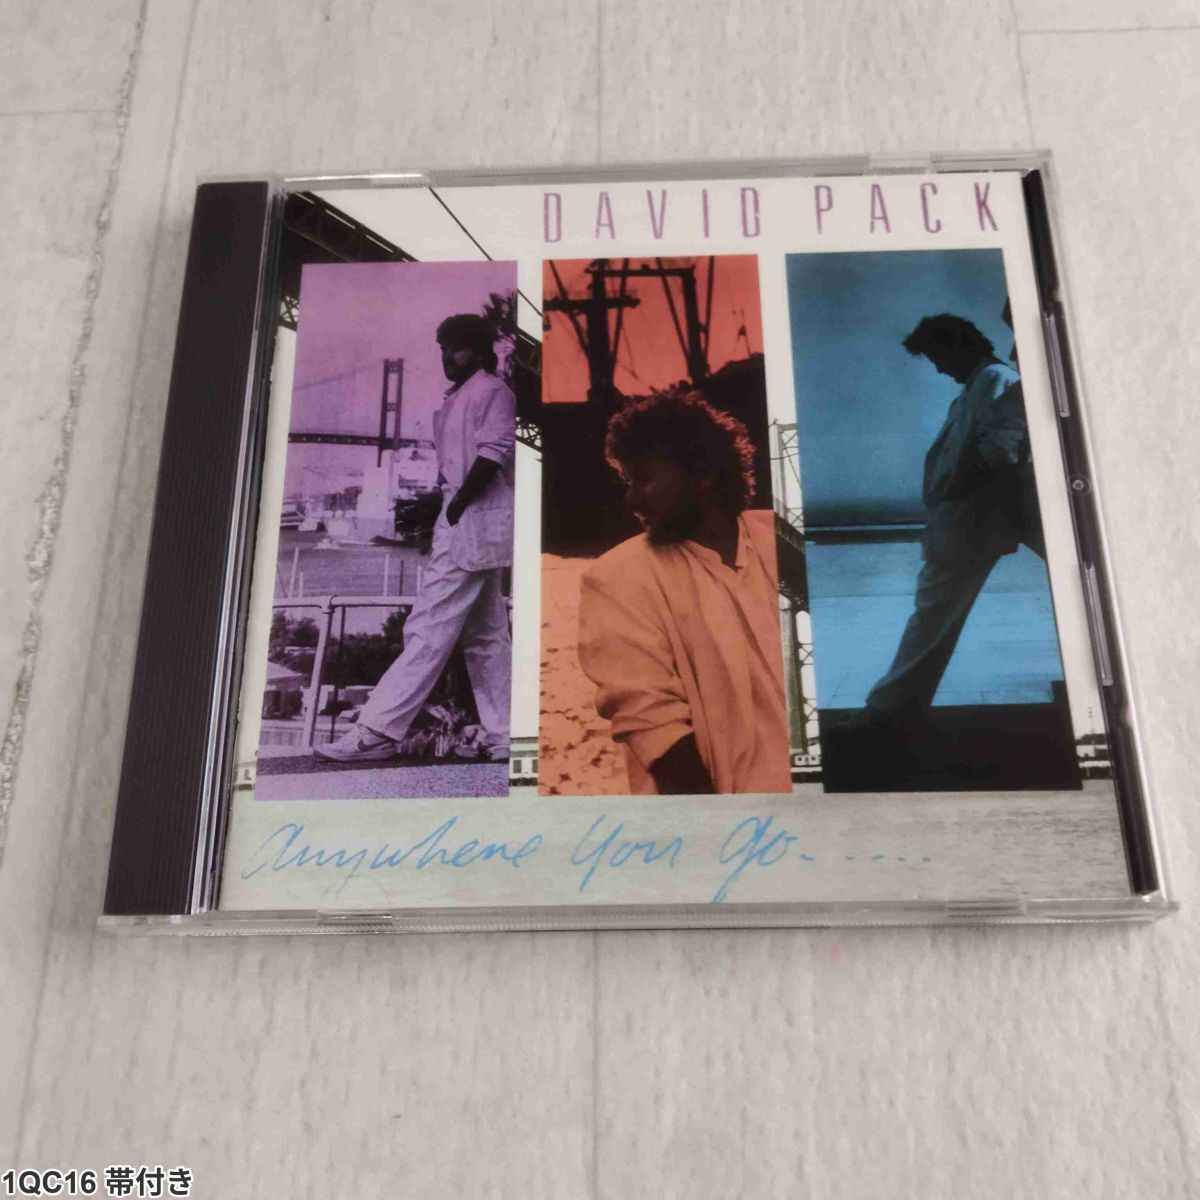 DAVID PACK
anywhere you go.....
1QC16 帯付き